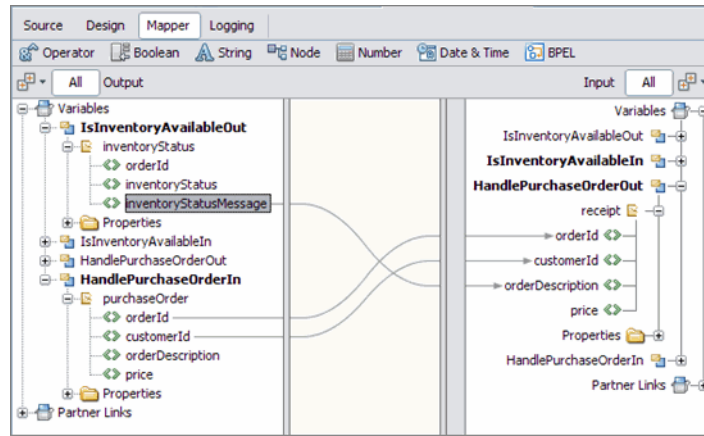 Source Design Mapper Logging
Operator Boolean String Node Number Date & Time BPEL
All Output Input All
Variables
IsInventoryAvailableOut
inventoryStatus
orderId
inventoryStatus
inventoryStatusMessage
Properties
IsInventoryAvailableIn
HandlePurchaseOrderOut
HandlePurchaseOrderIn
purchaseOrder
orderId
customerId
orderDescription
price
Properties
Partner Links
Variables
IsInventoryAvailableOut
IsInventoryAvailableIn
HandlePurchaseOrderOut
receipt
orderId
customerId
orderDescription
price
Properties
HandlePurchaseOrderIn
Partner Links